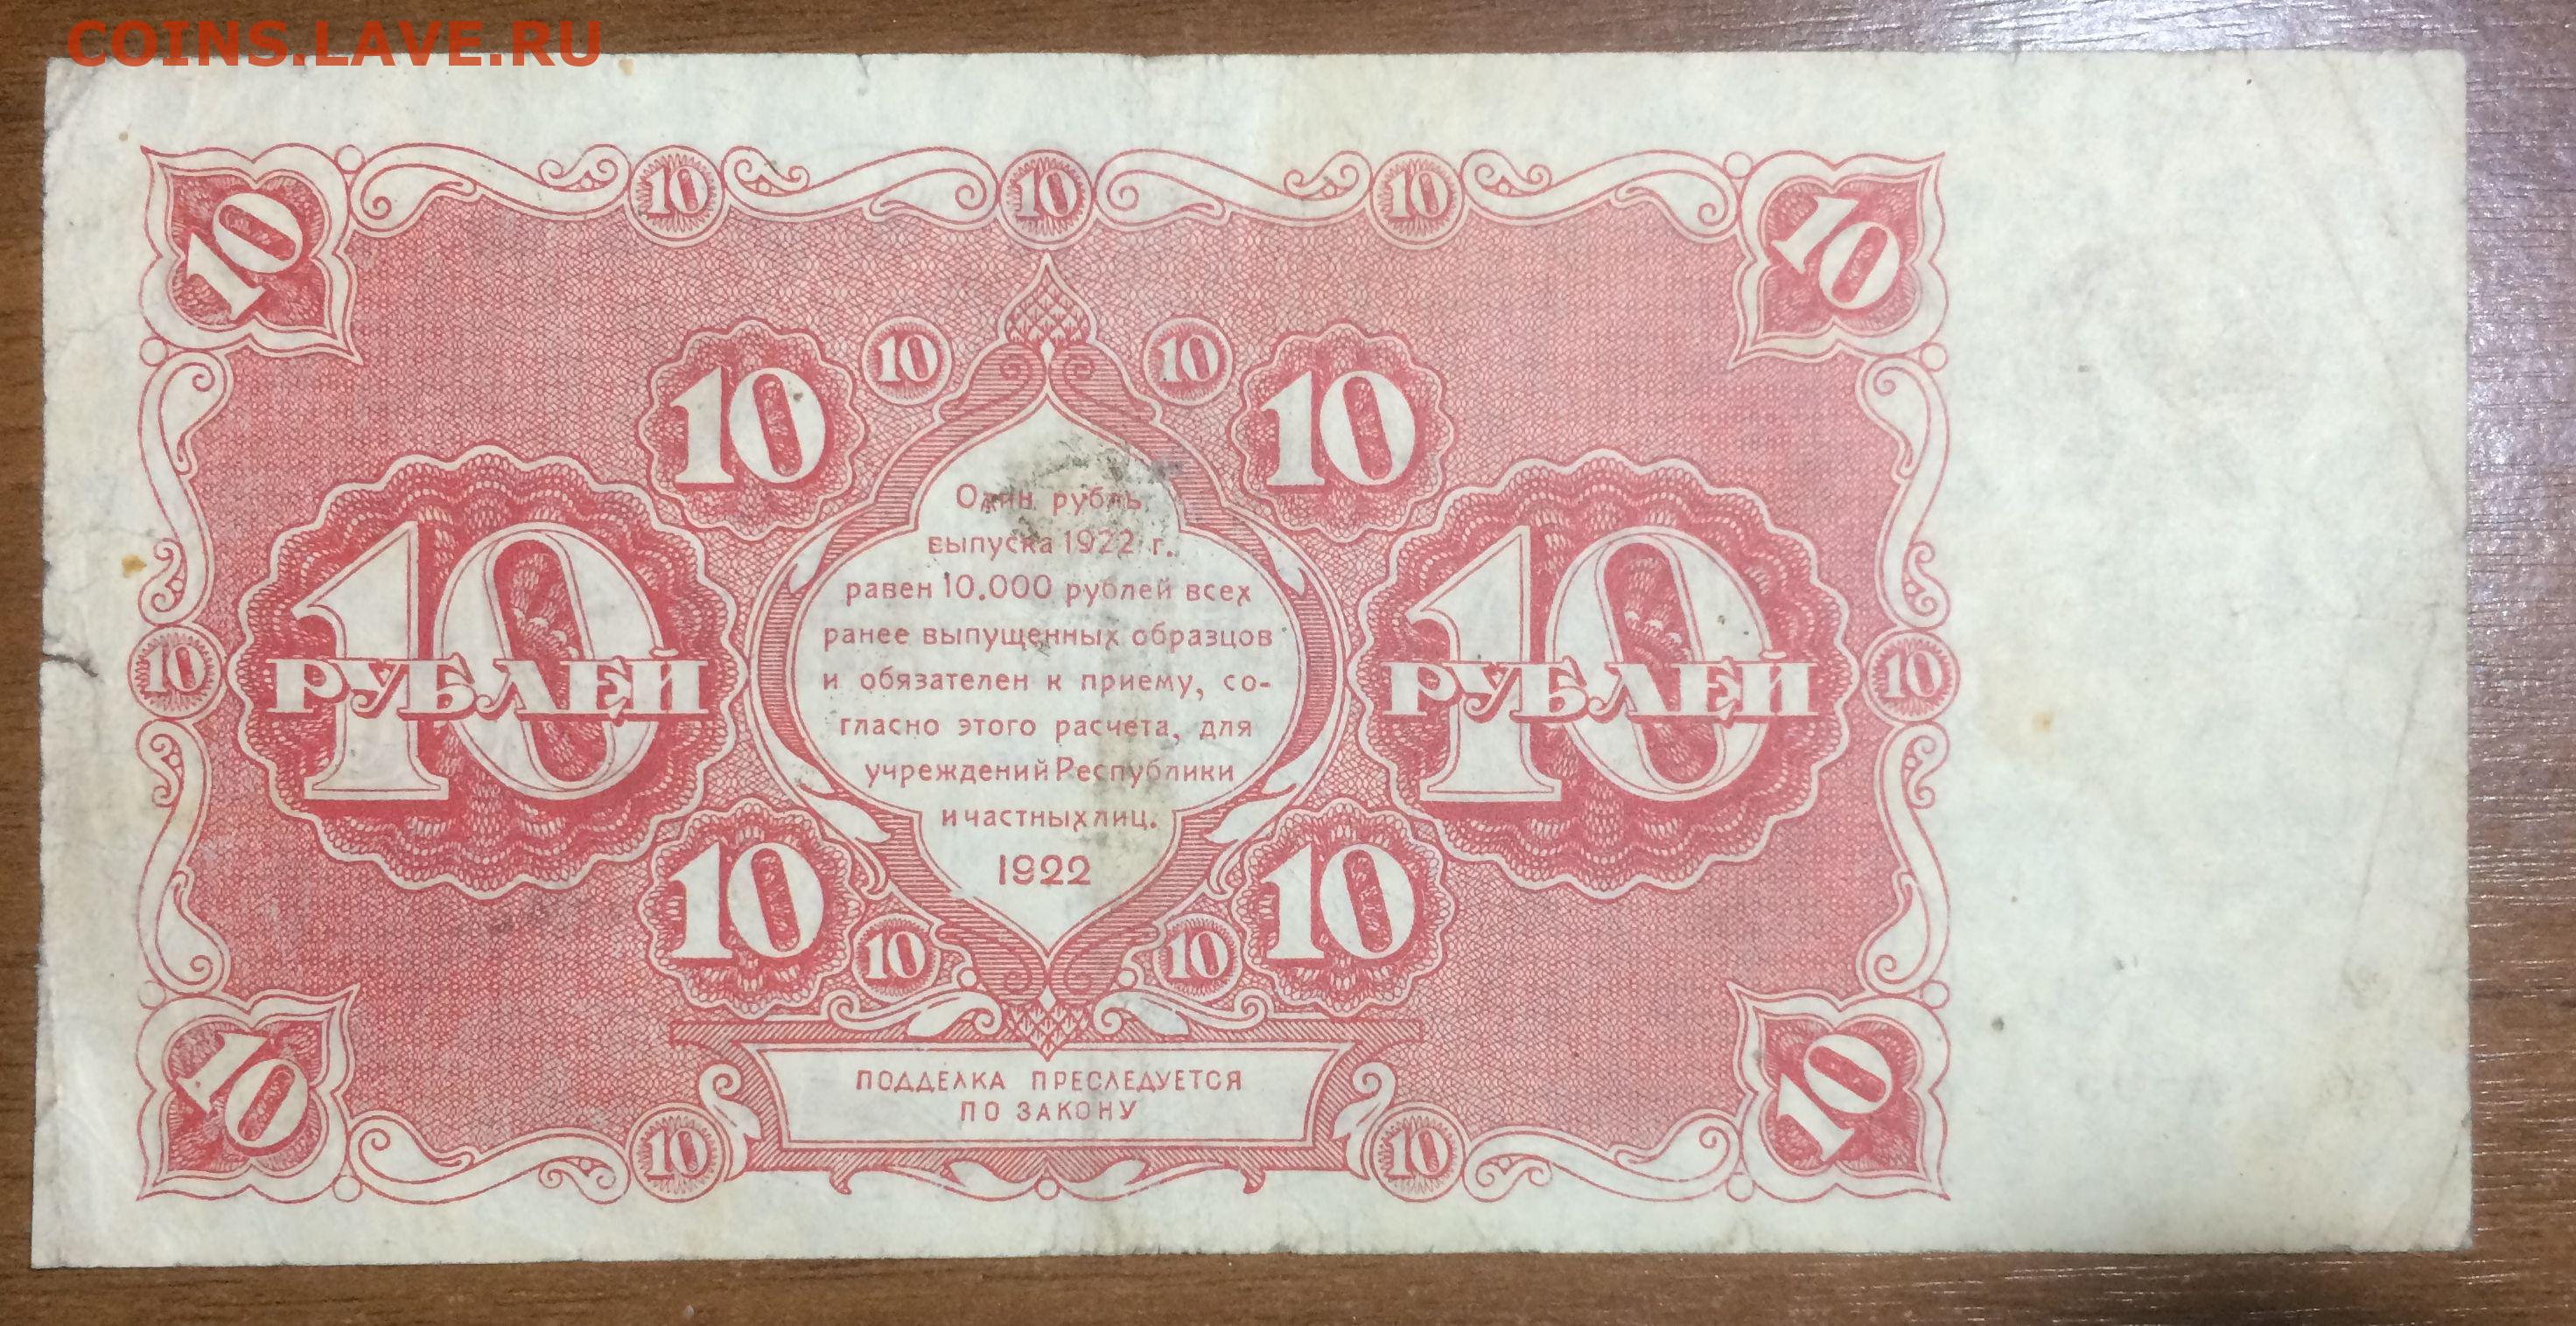 COINS.LAVE.RU
10 10 10 10 10
10 10 10 10
Один рубль
выпуска 1922 г.
равен 10.000 рублей всех
ранее выпущенных образцов
и обязателен к приему, со-
гласно этого расчета, для
учреждений Республики
и частных лиц.
1922
10 10 РУБЛЕЙ
10 РУБЛЕЙ 10
10 10 10 10
ПОДДЕЛКА ПРЕСЛЕДУЕТСЯ
ПО ЗАКОНУ
10 10 10 10